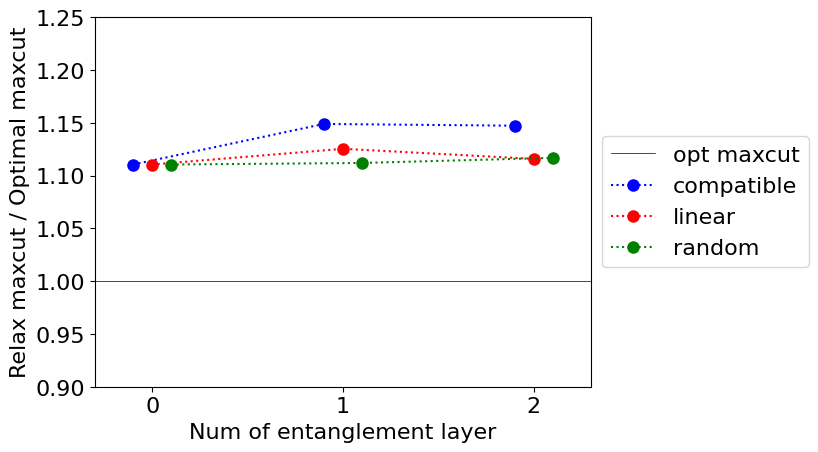 Relax maxcut / Optimal maxcut
1.25
1.20
1.15
1.10
1.05
1.00
0.95
0.90
0
1
2
Num of entanglement layer
opt maxcut
compatible
linear
random